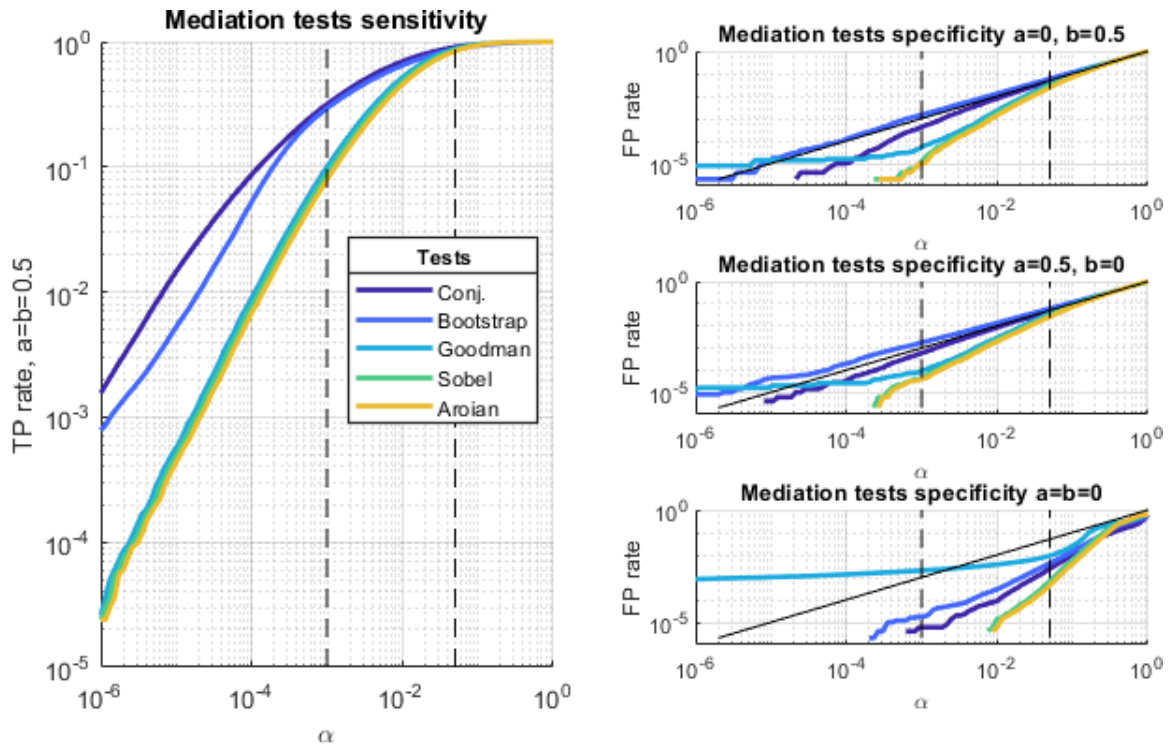 Mediation tests sensitivity
TP rate, a=b=0.5
10^0
10^-1
10^-2
10^-3
10^-4
10^-5
10^-6
10^-4
10^-2
10^0
α
Tests
Conj.
Bootstrap
Goodman
Sobel
Aroian
Mediation tests specificity a=0, b=0.5
FP rate
10^0
10^-5
10^-6
10^-4
10^-2
10^0
α
Mediation tests specificity a=0.5, b=0
FP rate
10^0
10^-5
10^-6
10^-4
10^-2
10^0
α
Mediation tests specificity a=b=0
FP rate
10^0
10^-5
10^-6
10^-4
10^-2
10^0
α